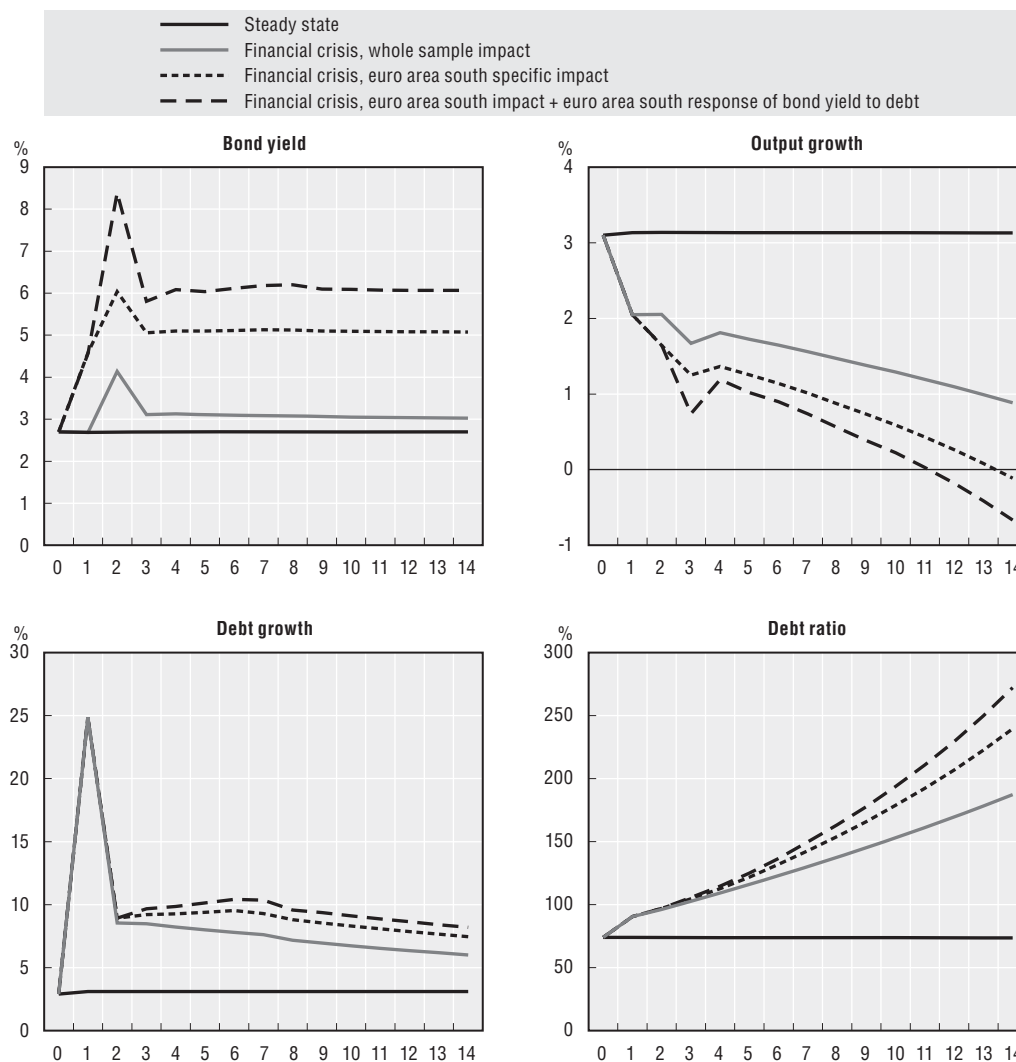 Steady state
Financial crisis, whole sample impact
Financial crisis, euro area south specific impact
Financial crisis, euro area south impact + euro area south response of bond yield to debt
%
Bond yield
9
8
7
6
5
4
3
2
1
0
0 1 2 3 4 5 6 7 8 9 10 11 12 13 14
%
Output growth
4
3
2
1
0
-1
0 1 2 3 4 5 6 7 8 9 10 11 12 13 14
%
Debt growth
30
25
20
15
10
5
0
0 1 2 3 4 5 6 7 8 9 10 11 12 13 14
%
Debt ratio
300
250
200
150
100
50
0
0 1 2 3 4 5 6 7 8 9 10 11 12 13 14